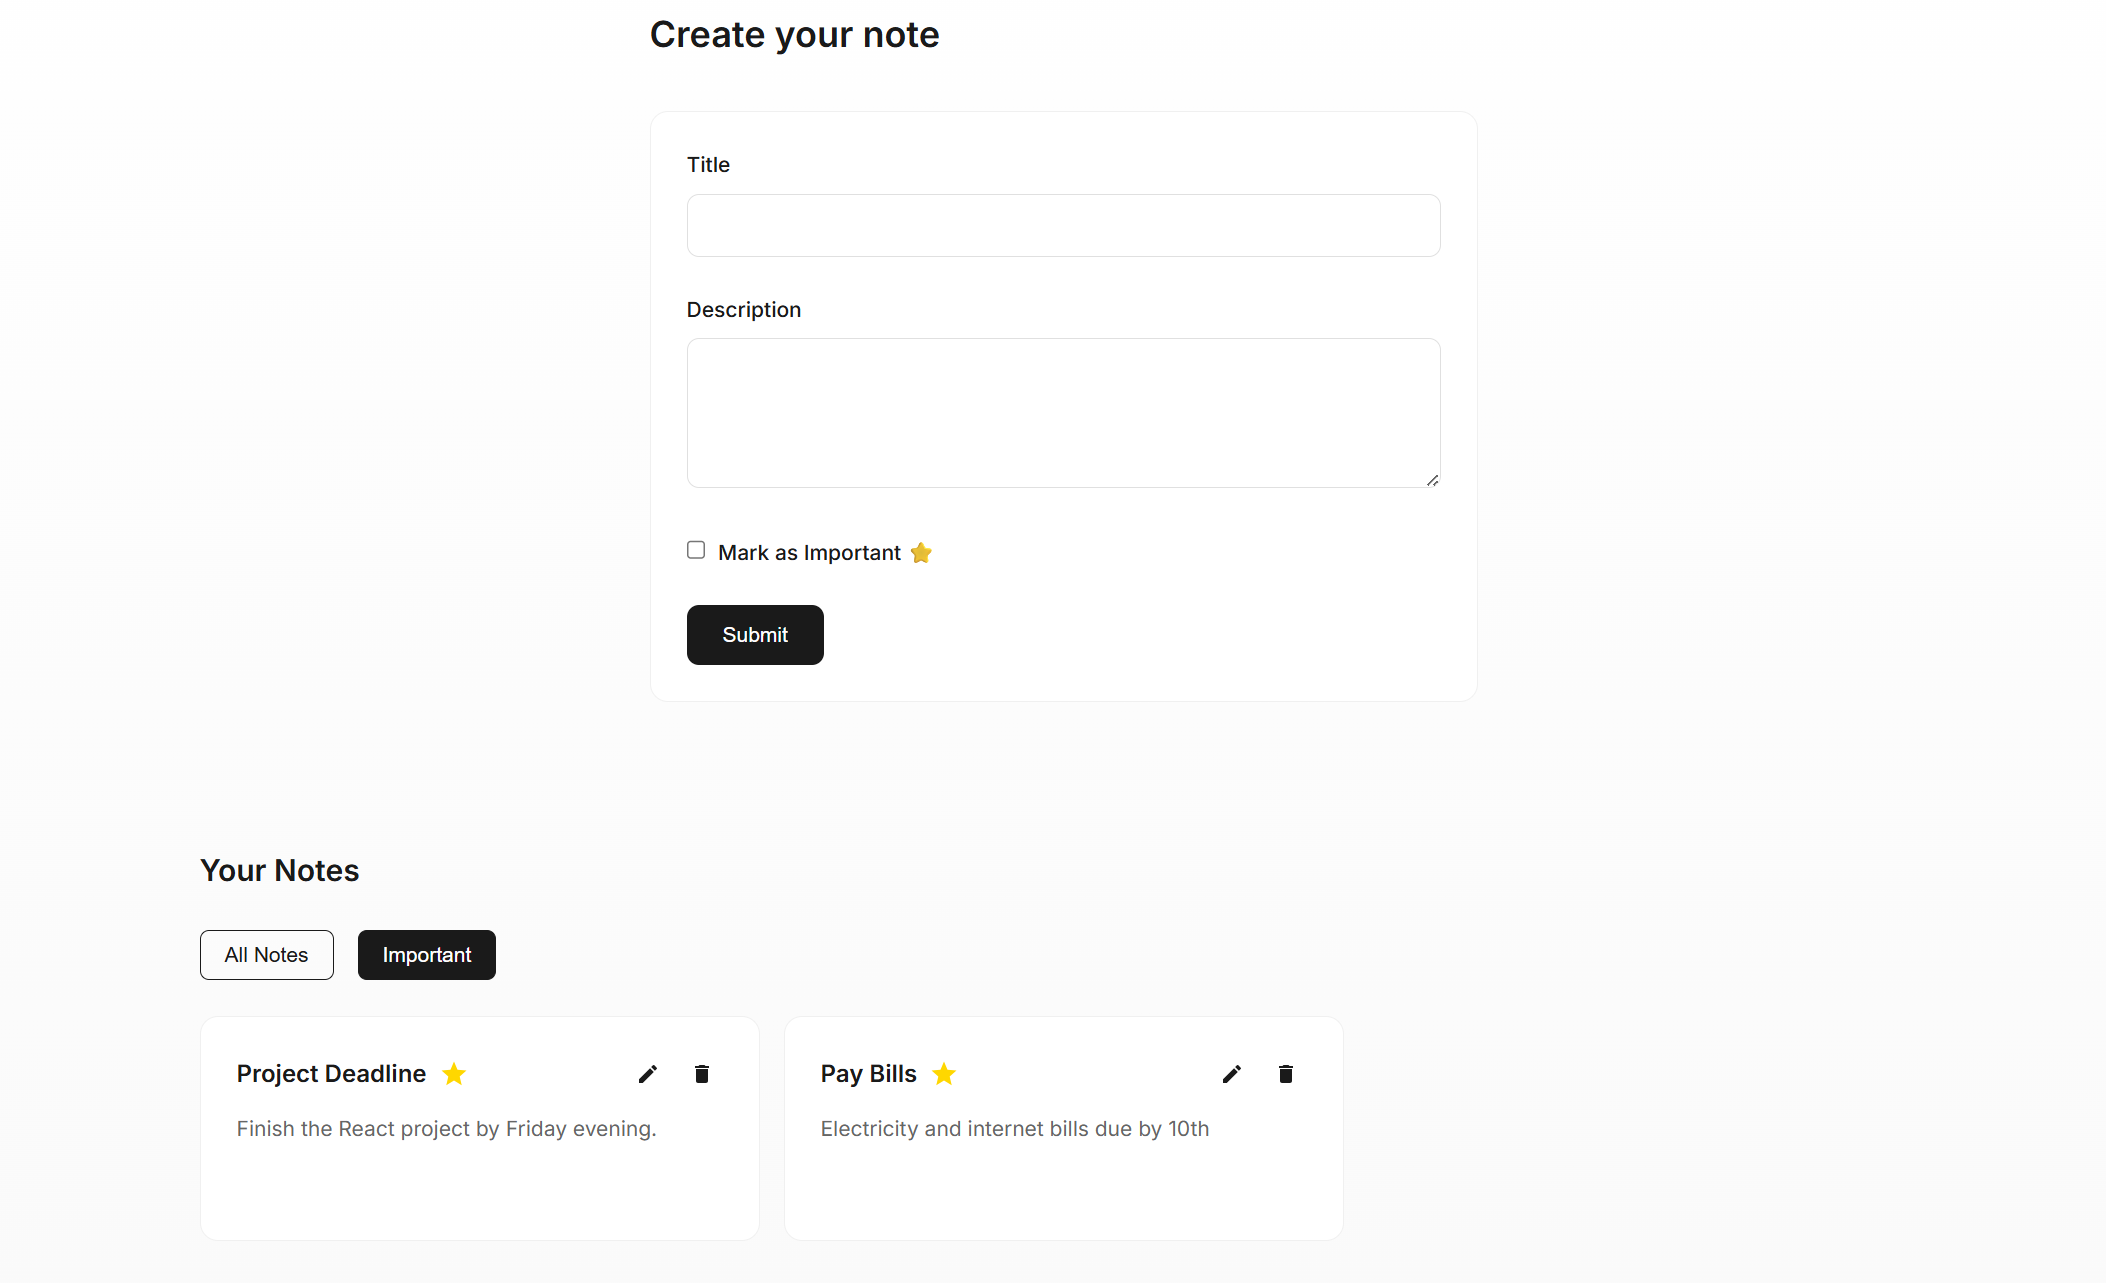 Create your note
Title
Description
Mark as Important ⭐
Submit
Your Notes
All Notes
Important
Project Deadline ⭐
Finish the React project by Friday evening.
Pay Bills ⭐
Electricity and internet bills due by 10th